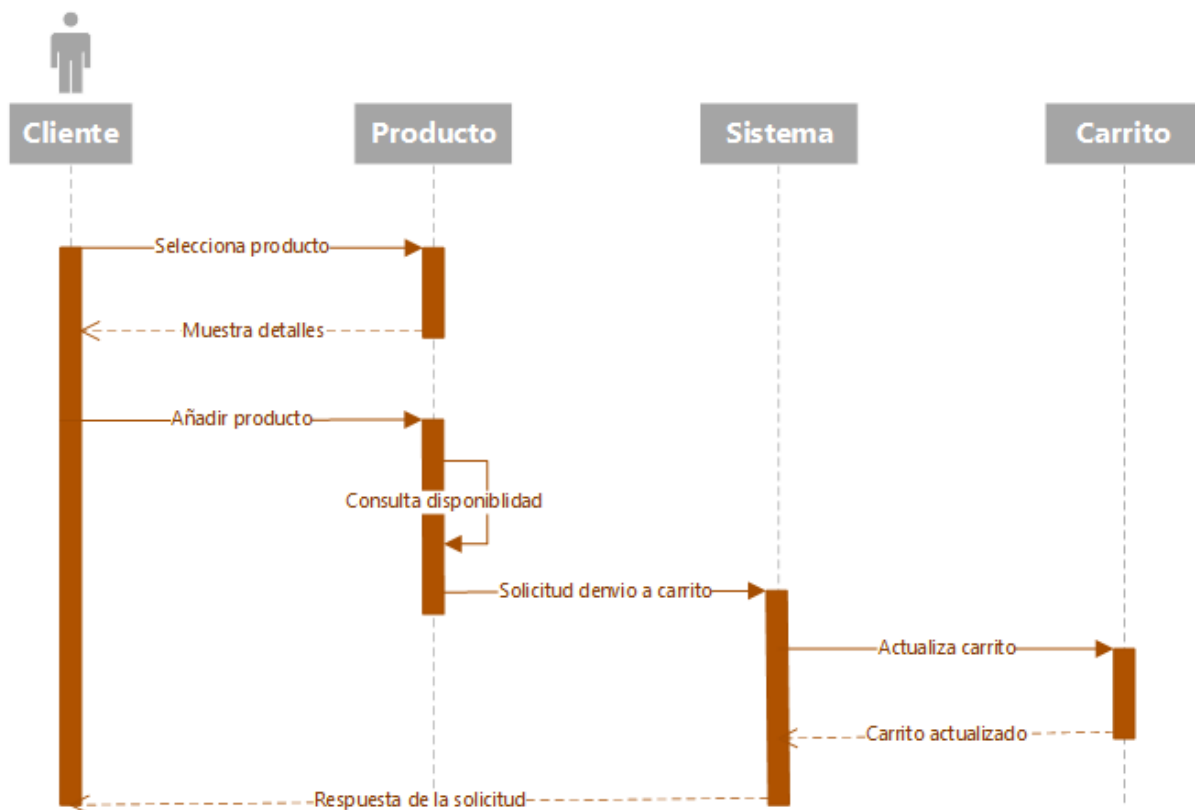 Cliente
Producto
Sistema
Carrito
Selecciona producto
Muestra detalles
Añadir producto
Consulta disponiblidad
Solicitud denvio a carrito
Actualiza carrito
Carrito actualizado
Respuesta de la solicitud